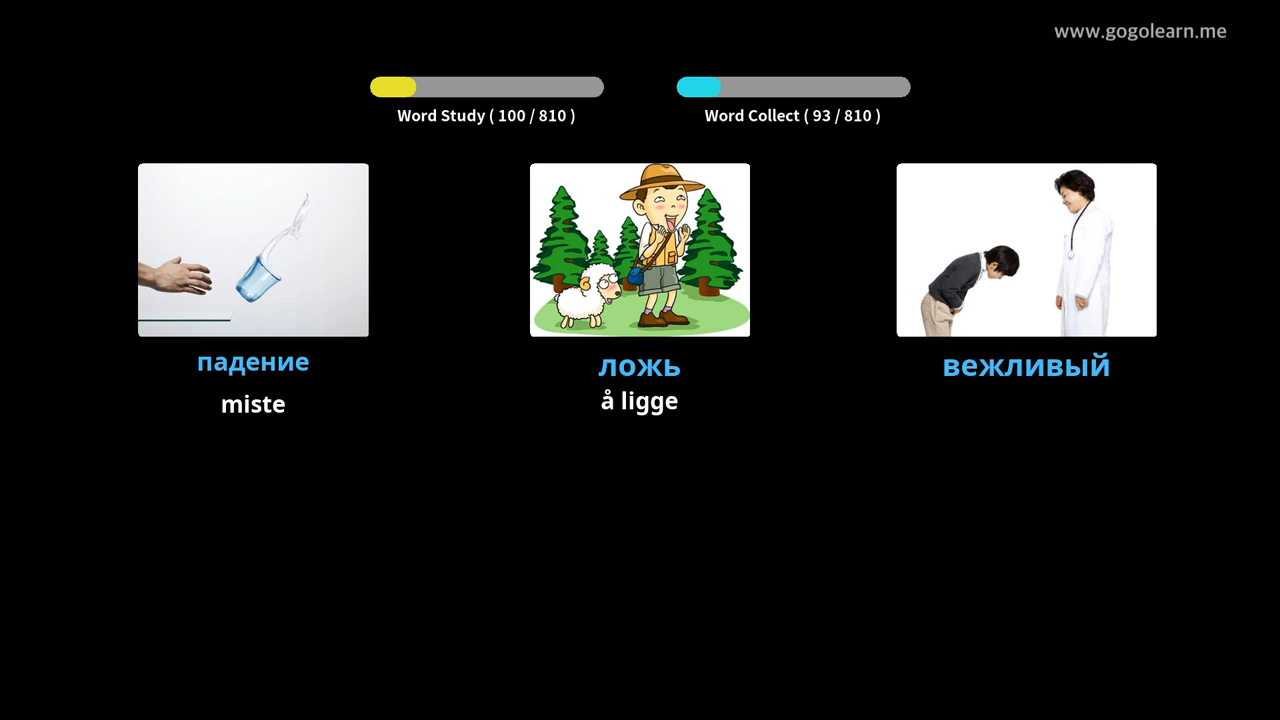 www.gogolearn.me
Word Study ( 100 / 810 )
Word Collect ( 93 / 810 )
падение
ложь
вежливый
miste
å ligge